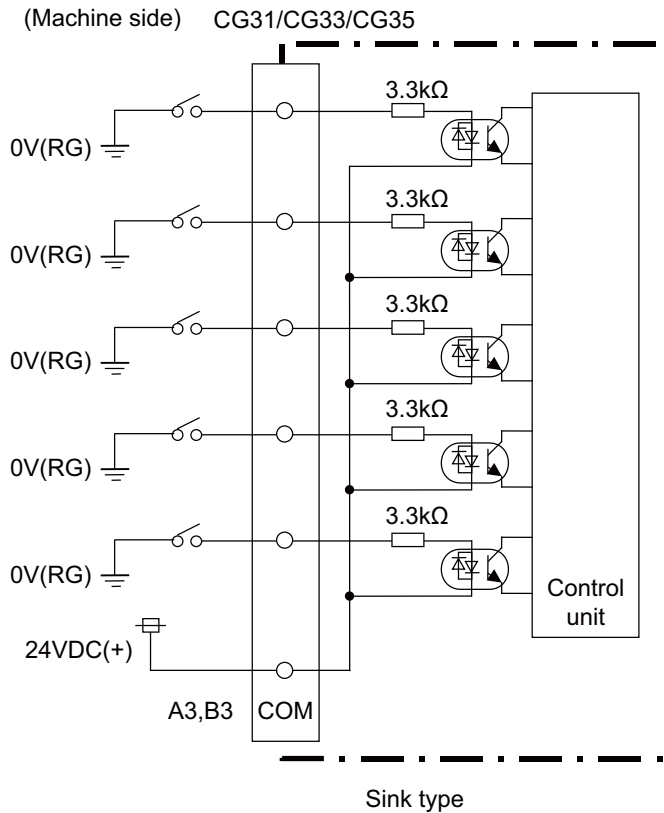 (Machine side) CG31/CG33/CG35
3.3kΩ
0V(RG)
3.3kΩ
0V(RG)
3.3kΩ
0V(RG)
3.3kΩ
0V(RG)
3.3kΩ
0V(RG)
Control
unit
24VDC(+)
A3,B3 COM
Sink type